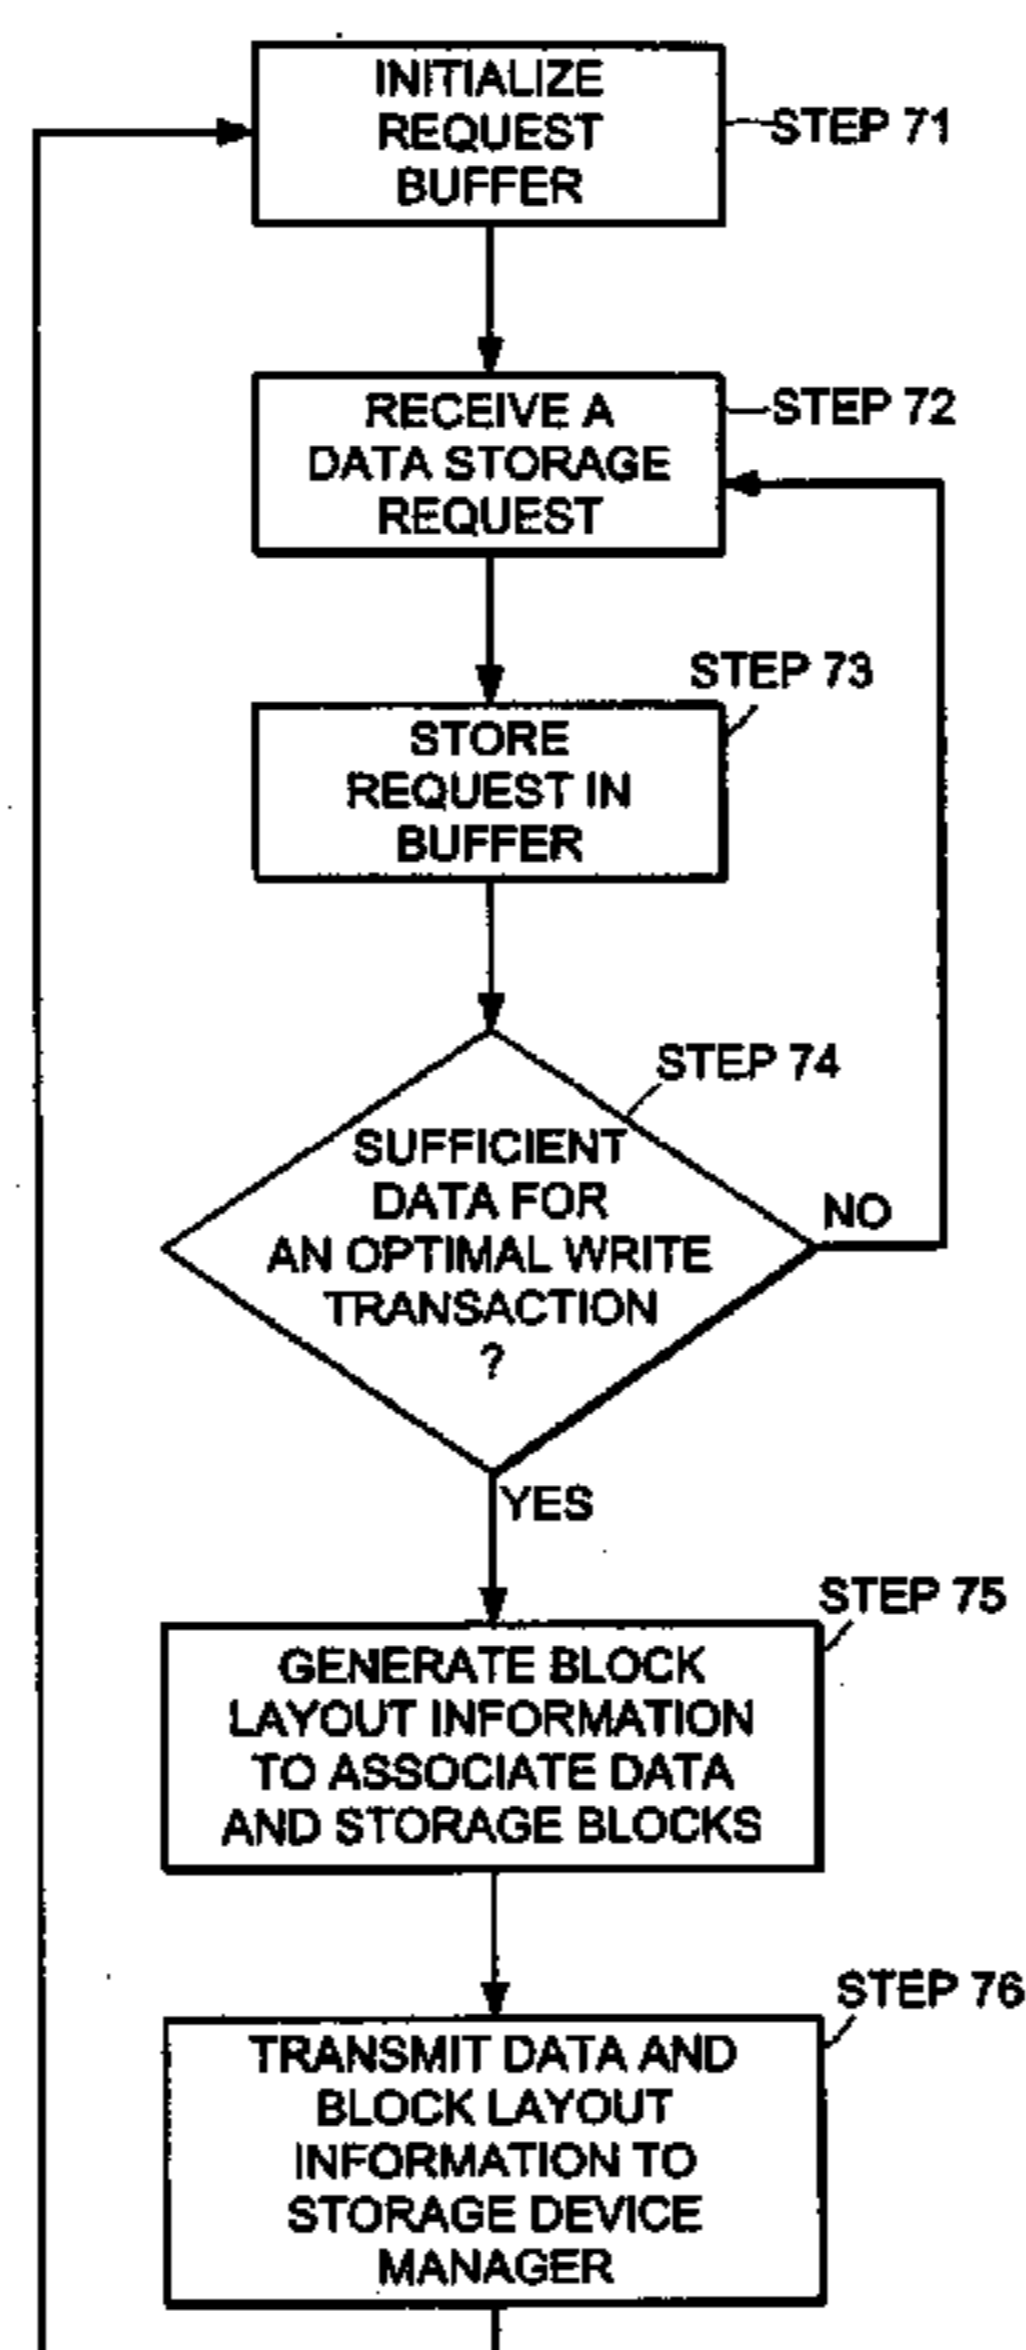 INITIALIZE
REQUEST
BUFFER
STEP 71
RECEIVE A
DATA STORAGE
REQUEST
STEP 72
STEP 73
STORE
REQUEST IN
BUFFER
STEP 74
SUFFICIENT
DATA FOR
AN OPTIMAL WRITE
TRANSACTION
?
NO
YES
STEP 75
GENERATE BLOCK
LAYOUT INFORMATION
TO ASSOCIATE DATA
AND STORAGE BLOCKS
STEP 76
TRANSMIT DATA AND
BLOCK LAYOUT
INFORMATION TO
STORAGE DEVICE
MANAGER